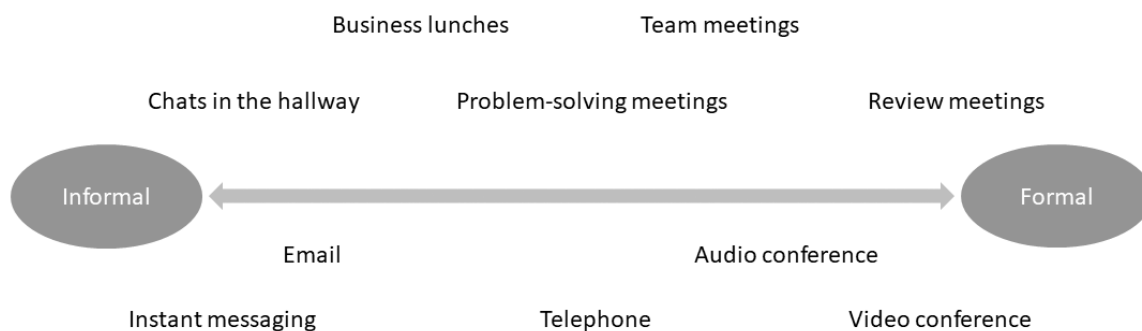 Business lunches Team meetings
Chats in the hallway Problem-solving meetings Review meetings
Informal Formal
Email Audio conference
Instant messaging Telephone Video conference